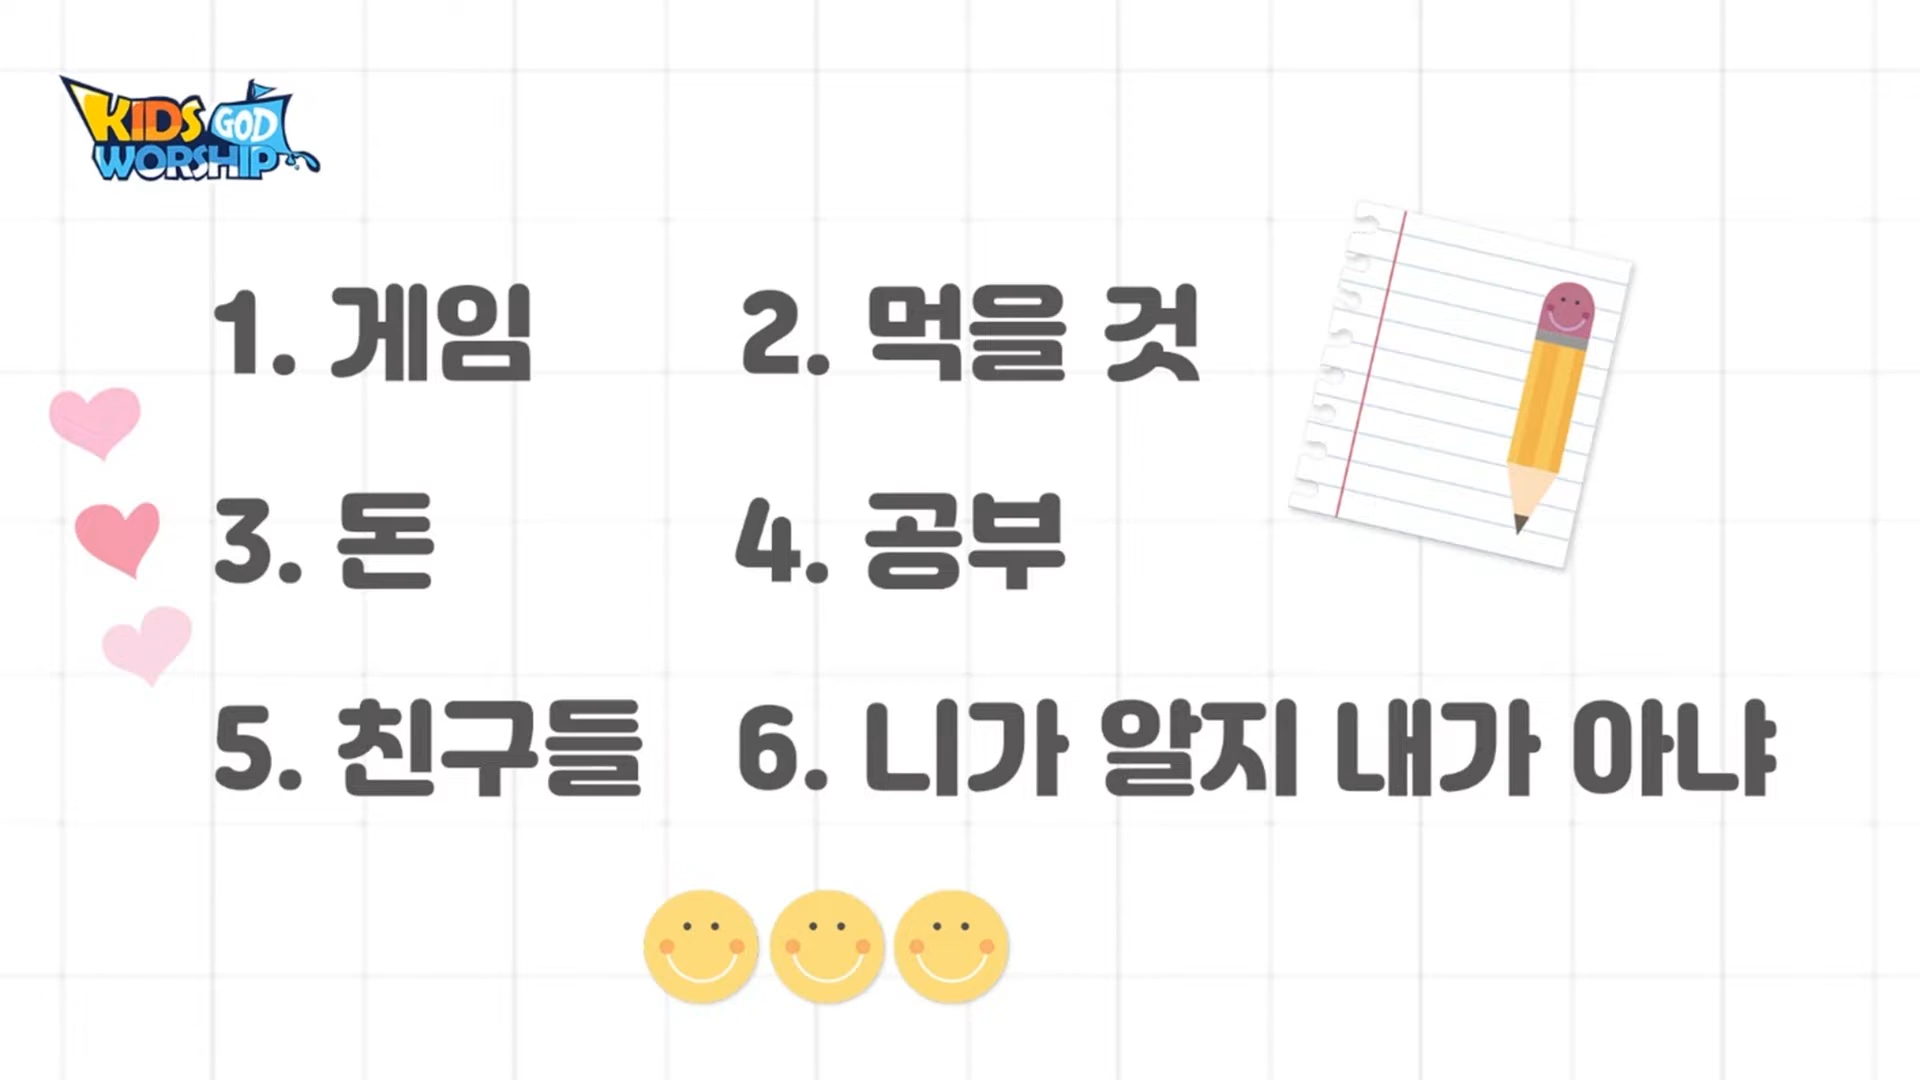 KIDS GOD
WORSHIP
1. 게임 2. 먹을 것
3. 돈 4. 공부
5. 친구들 6. 니가 알지 내가 아냐